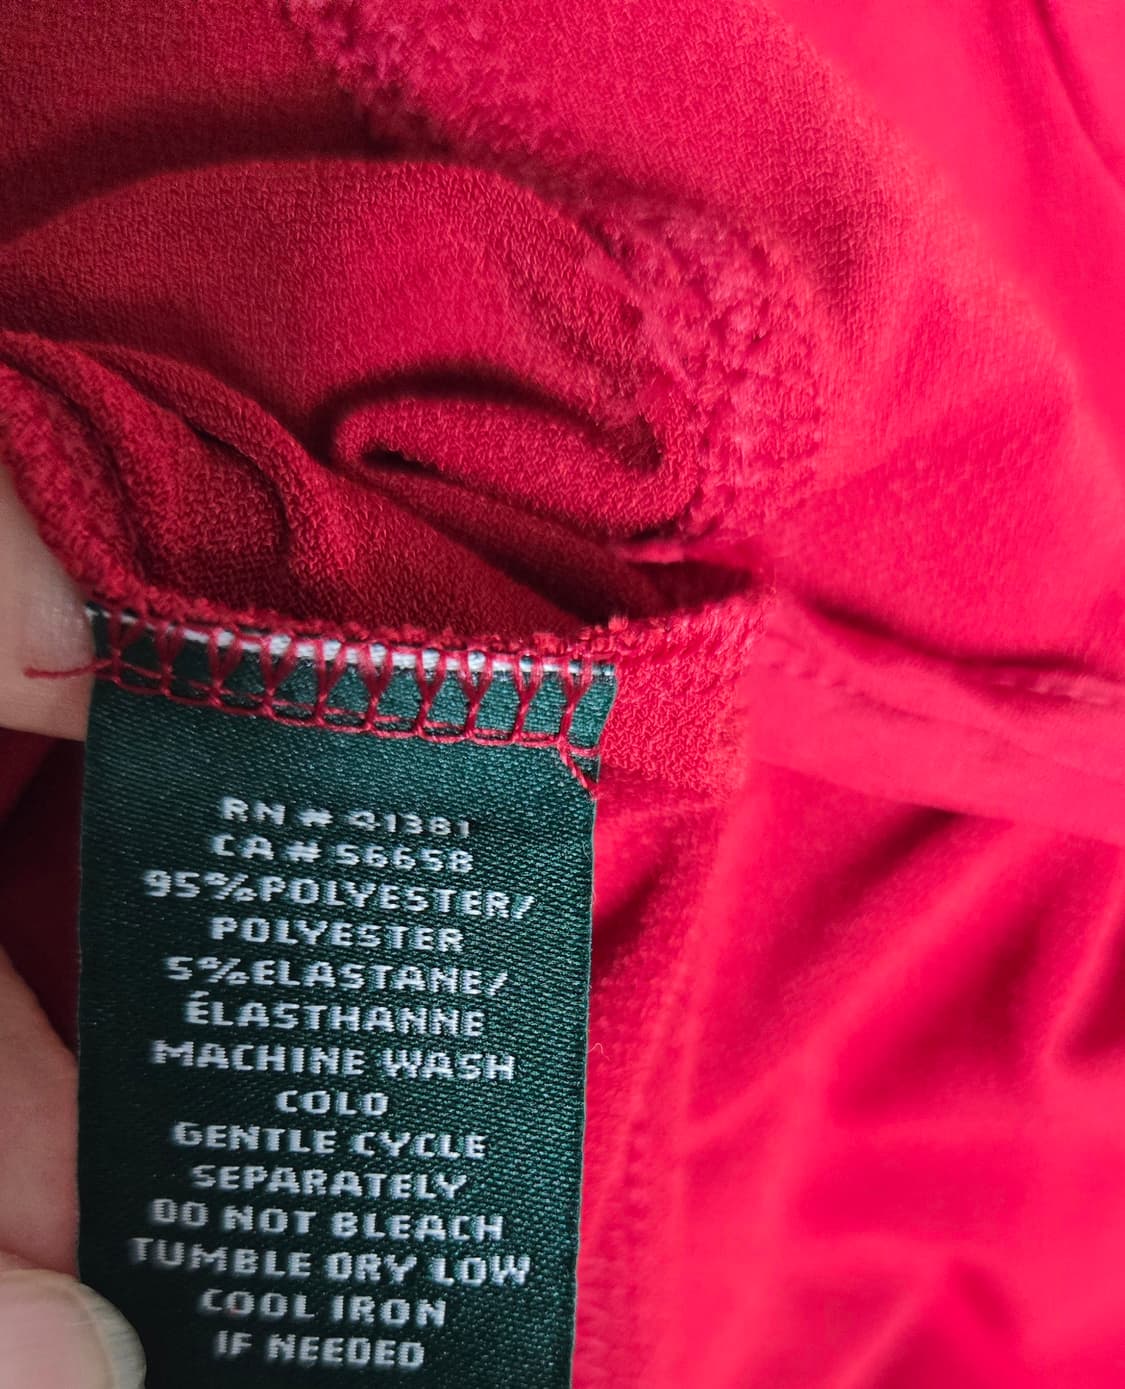 RN # 41381
CA # 56658
95%POLYESTER/
POLYESTER
5%ELASTANE/
ÉLASTHANNE
MACHINE WASH
COLD
GENTLE CYCLE
SEPARATELY
DO NOT BLEACH
TUMBLE DRY LOW
COOL IRON
IF NEEDED